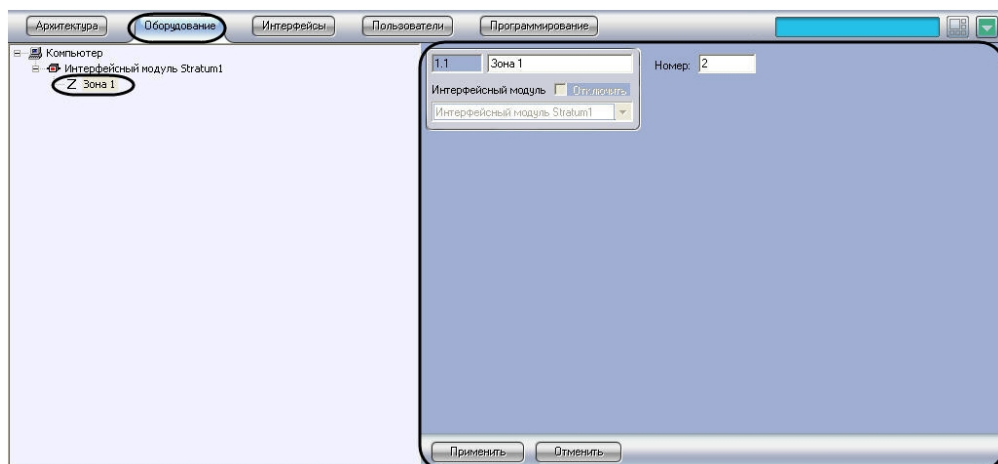 Архитектура Оборудование Интерфейсы Пользователи Программирование
Компьютер
Интерфейсный модуль Stratum1
Z Зона 1
1.1 Зона 1 Номер: 2
Интерфейсный модуль Отключить
Интерфейсный модуль Stratum1
Применить Отменить